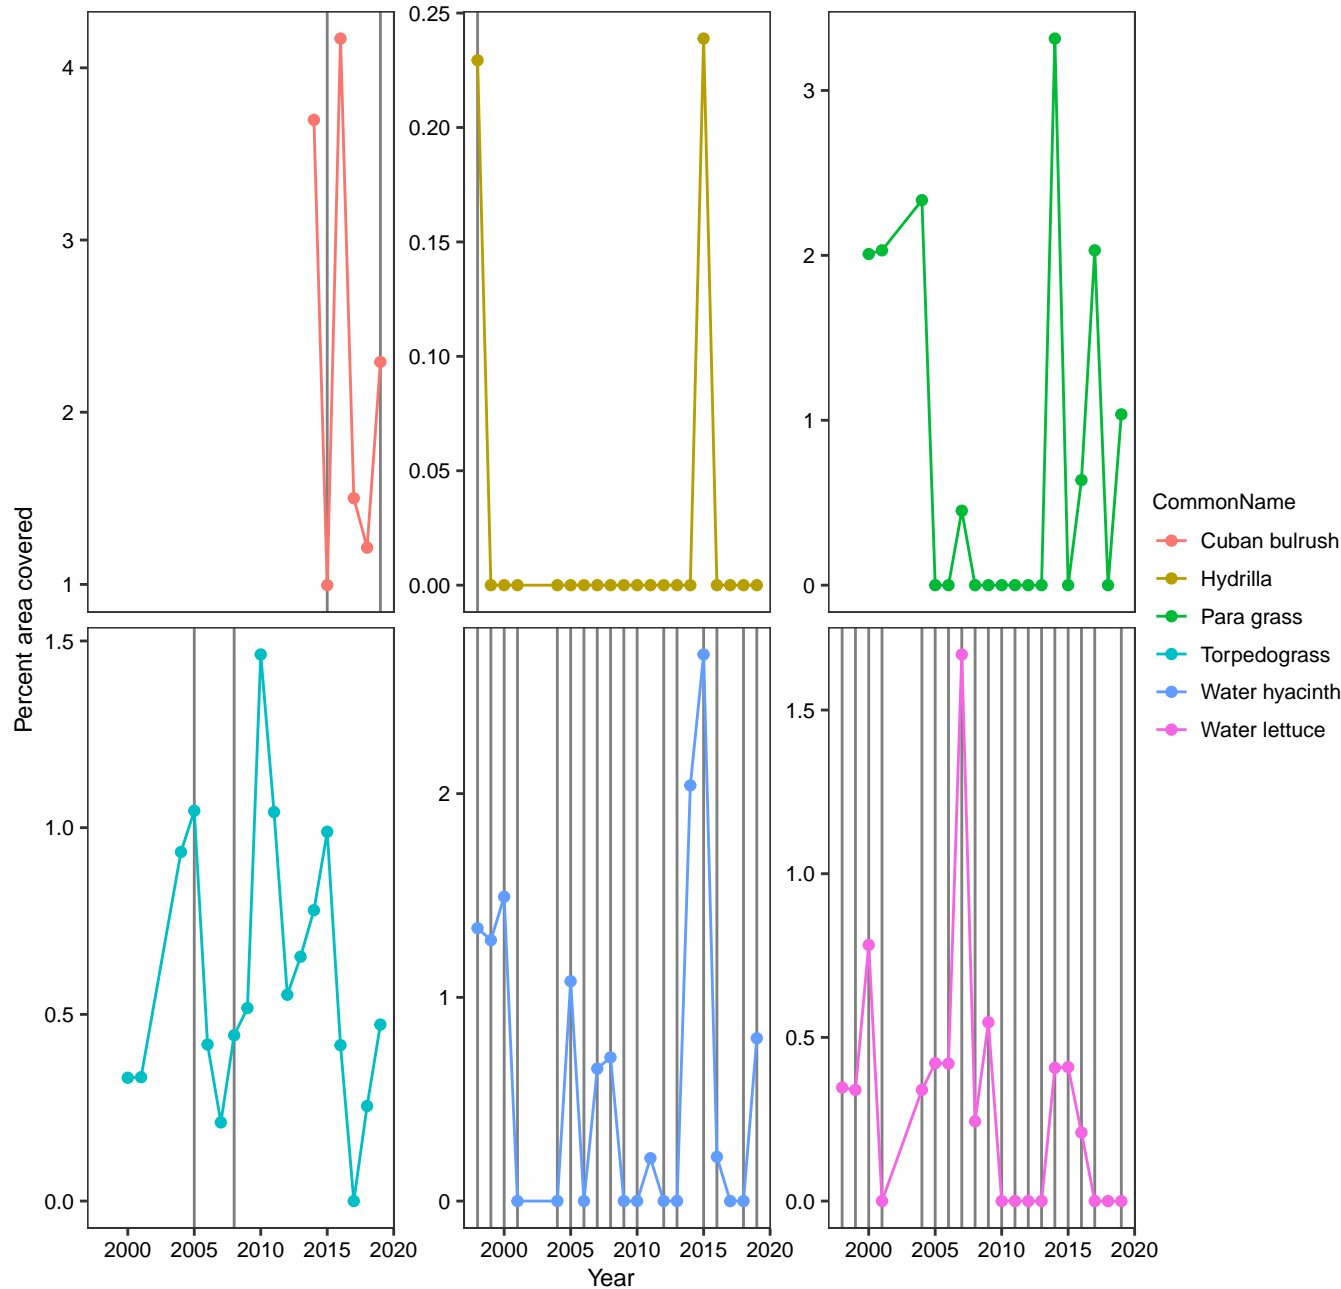 4
3
2
1
0.25
0.20
0.15
0.10
0.05
0.00
3
2
1
0
Percent area covered
1.5
1.0
0.5
0.0
2
1
0
1.5
1.0
0.5
0.0
2000 2005 2010 2015 2020
2000 2005 2010 2015 2020
2000 2005 2010 2015 2020
Year
CommonName
Cuban bulrush
Hydrilla
Para grass
Torpedograss
Water hyacinth
Water lettuce